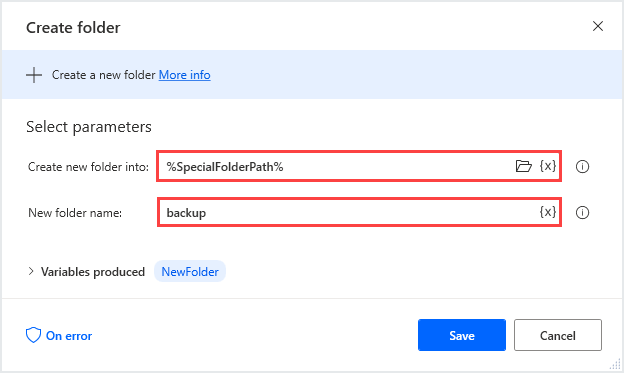 Create folder
Create a new folder More info
Select parameters
Create new folder into: %SpecialFolderPath% {x}
New folder name: backup {x}
Variables produced NewFolder
On error Save Cancel